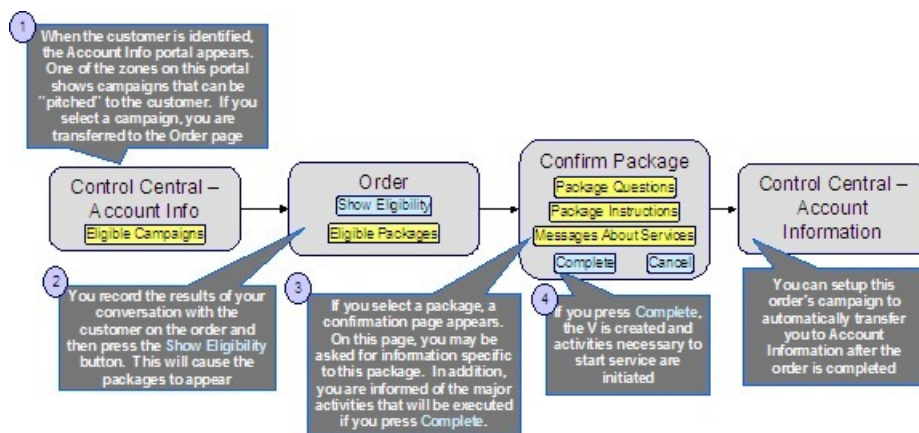 1
When the customer is identified,
the Account Info portal appears.
One of the zones on this portal
shows campaigns that can be
"pitched" to the customer. If you
select a campaign, you are
transferred to the Order page
Control Central –
Account Info
Eligible Campaigns
Order
Show Eligibility
Eligible Packages
Confirm Package
Package Questions
Package Instructions
Messages About Services
Complete Cancel
Control Central –
Account
Information
2
You record the results of your
conversation with the
customer on the order and
then press the Show Eligibility
button. This will cause the
packages to appear
3
If you select a package, a
confirmation page appears.
On this page, you may be
asked for information specific
to this package. In addition,
you are informed of the major
activities that will be executed
if you press Complete.
4
If you press Complete,
the V is created and
activities necessary to
start service are
initiated
You can setup this
order's campaign to
automatically transfer
you to Account
Information after the
order is completed